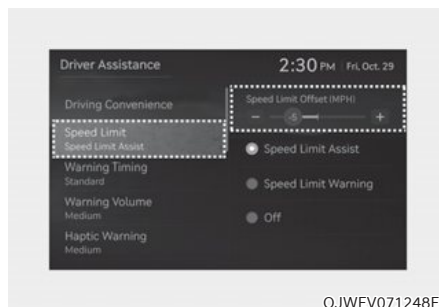 Driver Assistance
2:30 PM Fri, Oct. 29
Driving Convenience
Speed Limit
Speed Limit Assist
Warning Timing
Standard
Warning Volume
Medium
Haptic Warning
Medium
Speed Limit Offset (MPH)
- -5 +
Speed Limit Assist
Speed Limit Warning
Off
OJWEV071248E